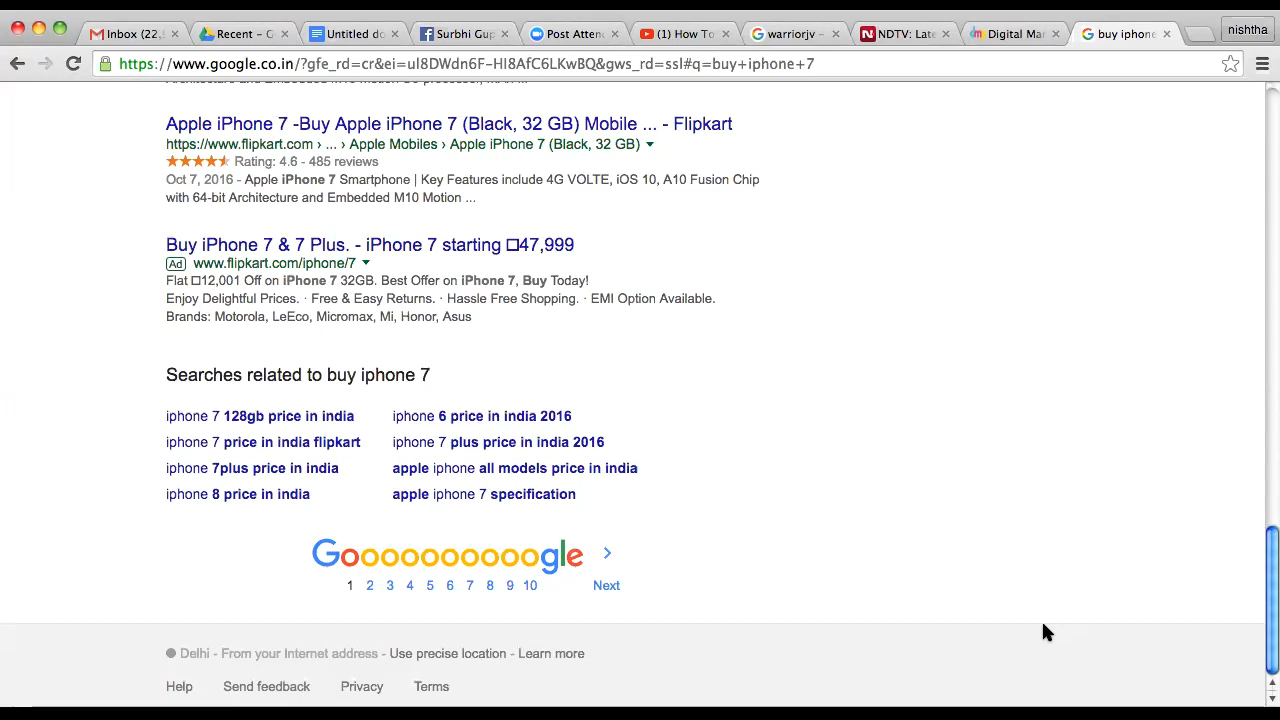 Inbox (22,
Recent – G
Untitled do
Surbhi Gup
Post Atten
(1) How To
warriorjv –
NDTV: Late
Digital Mar
buy iphone
nishtha
https://www.google.co.in/?gfe_rd=cr&ei=ul8DWdn6F-HI8AfC6LKwBQ&gws_rd=ssl#q=buy+iphone+7
Apple iPhone 7 -Buy Apple iPhone 7 (Black, 32 GB) Mobile ... - Flipkart
https://www.flipkart.com › ... › Apple Mobiles › Apple iPhone 7 (Black, 32 GB)
Rating: 4.6 - 485 reviews
Oct 7, 2016 - Apple iPhone 7 Smartphone | Key Features include 4G VOLTE, iOS 10, A10 Fusion Chip
with 64-bit Architecture and Embedded M10 Motion ...
Buy iPhone 7 & 7 Plus. - iPhone 7 starting □47,999
Ad www.flipkart.com/iphone/7
Flat □12,001 Off on iPhone 7 32GB. Best Offer on iPhone 7, Buy Today!
Enjoy Delightful Prices. · Free & Easy Returns. · Hassle Free Shopping. · EMI Option Available.
Brands: Motorola, LeEco, Micromax, Mi, Honor, Asus
Searches related to buy iphone 7
iphone 7 128gb price in india
iphone 6 price in india 2016
iphone 7 price in india flipkart
iphone 7 plus price in india 2016
iphone 7plus price in india
apple iphone all models price in india
iphone 8 price in india
apple iphone 7 specification
Goooooooooogle >
1 2 3 4 5 6 7 8 9 10 Next
Delhi - From your Internet address - Use precise location - Learn more
Help Send feedback Privacy Terms